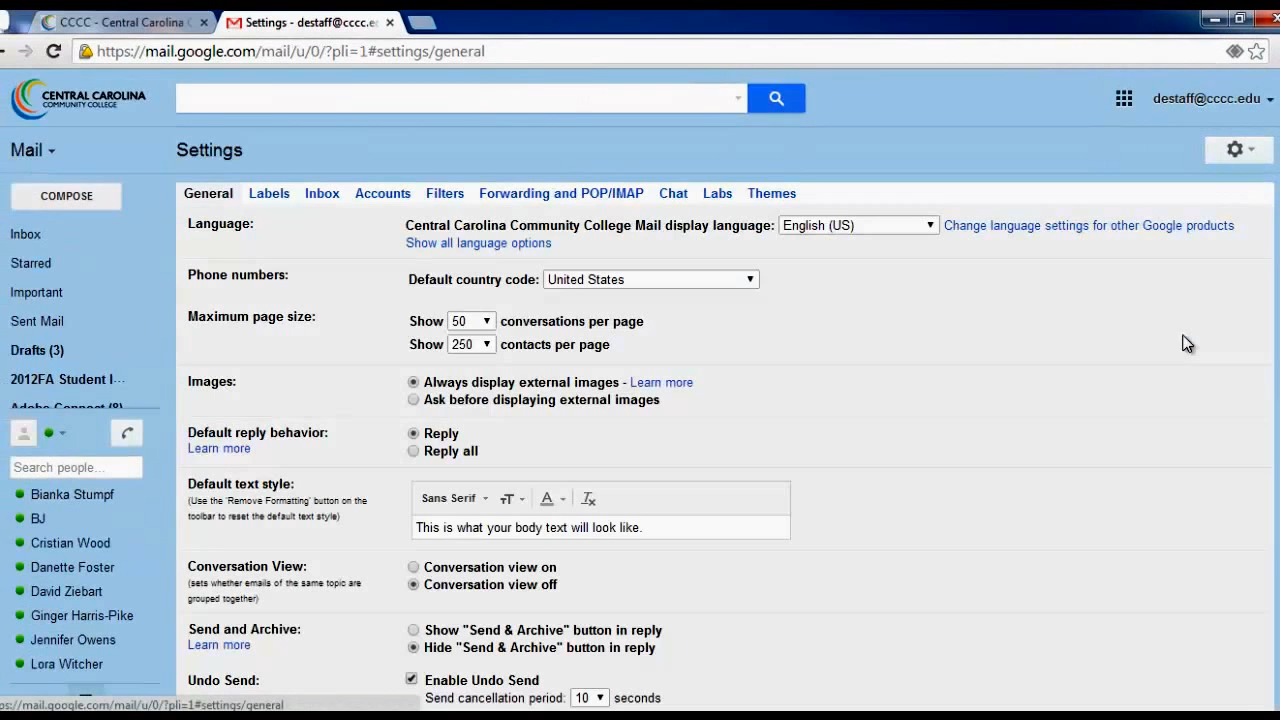 CCCC - Central Carolina C
Settings - destaff@cccc.e
https://mail.google.com/mail/u/0/?pli=1#settings/general
CENTRAL CAROLINA
COMMUNITY COLLEGE
destaff@cccc.edu
Mail
Settings
COMPOSE
General Labels Inbox Accounts Filters Forwarding and POP/IMAP Chat Labs Themes
Inbox
Starred
Important
Sent Mail
Drafts (3)
2012FA Student I...
Adobe Connect (8)
Search people...
Bianka Stumpf
BJ
Cristian Wood
Danette Foster
David Ziebart
Ginger Harris-Pike
Jennifer Owens
Lora Witcher
Language: Central Carolina Community College Mail display language: English (US) Change language settings for other Google products
Show all language options
Phone numbers: Default country code: United States
Maximum page size: Show 50 conversations per page
Show 250 contacts per page
Images: Always display external images - Learn more
Ask before displaying external images
Default reply behavior: Reply
Learn more Reply all
Default text style:
(Use the 'Remove Formatting' button on the
toolbar to reset the default text style)
Sans Serif
This is what your body text will look like.
Conversation View: Conversation view on
(sets whether emails of the same topic are
grouped together)
Conversation view off
Send and Archive: Show "Send & Archive" button in reply
Learn more Hide "Send & Archive" button in reply
Undo Send: Enable Undo Send
Send cancellation period: 10 seconds
ps://mail.google.com/mail/u/0/?pli=1#settings/general